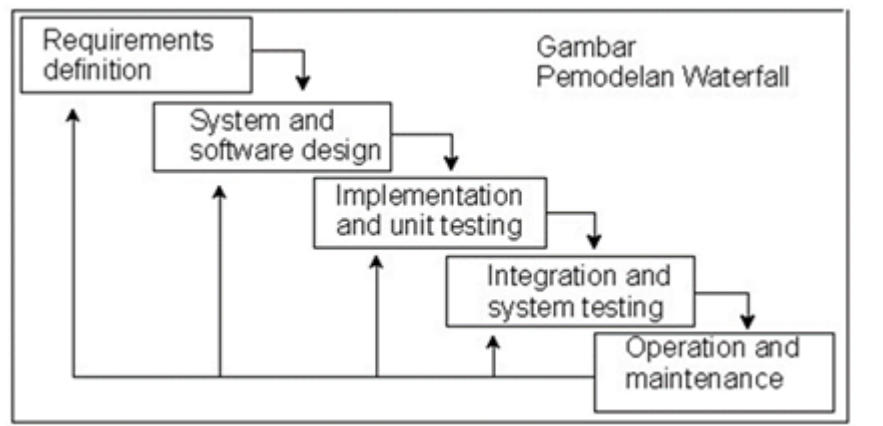 Requirements
definition
Gambar
Pemodelan Waterfall
System and
software design
Implementation
and unit testing
Integration and
system testing
Operation and
maintenance